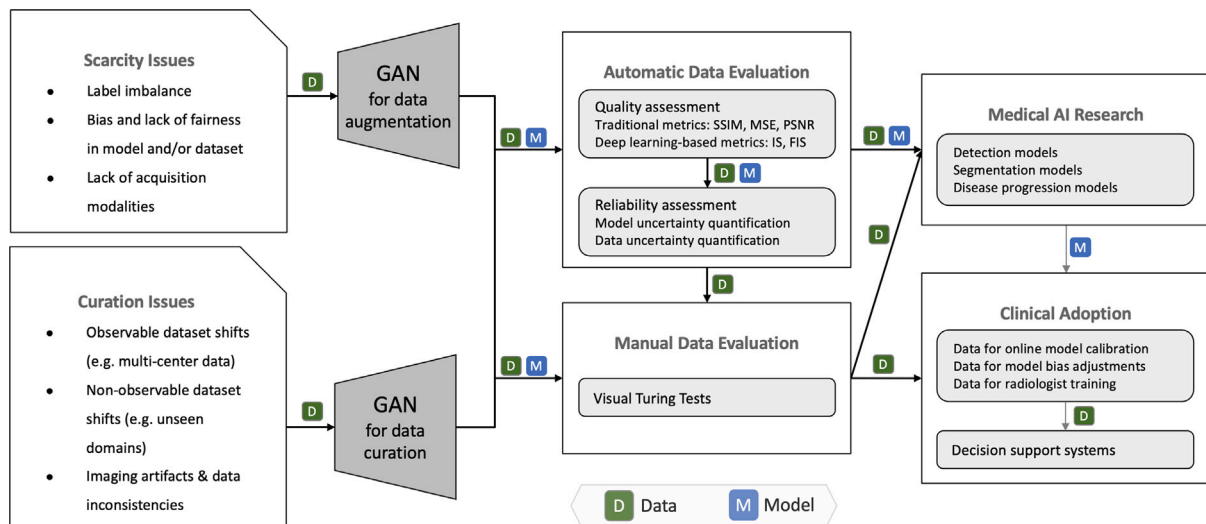 Scarcity Issues
● Label imbalance
● Bias and lack of fairness
in model and/or dataset
● Lack of acquisition
modalities
D
GAN
for data
augmentation
Curation Issues
● Observable dataset shifts
(e.g. multi-center data)
● Non-observable dataset
shifts (e.g. unseen
domains)
● Imaging artifacts & data
inconsistencies
D
GAN
for data
curation
D M
D M
Automatic Data Evaluation
Quality assessment
Traditional metrics: SSIM, MSE, PSNR
Deep learning-based metrics: IS, FIS
D M
Reliability assessment
Model uncertainty quantification
Data uncertainty quantification
D
Manual Data Evaluation
Visual Turing Tests
D M
D
D
Medical AI Research
Detection models
Segmentation models
Disease progression models
M
Clinical Adoption
Data for online model calibration
Data for model bias adjustments
Data for radiologist training
D
Decision support systems
D Data M Model